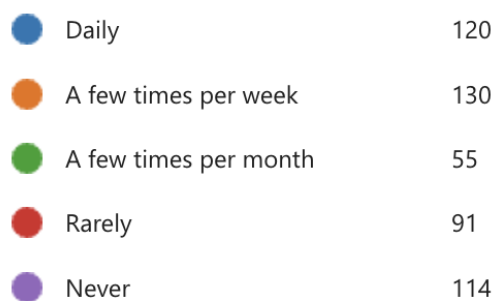 Daily 120
A few times per week 130
A few times per month 55
Rarely 91
Never 114